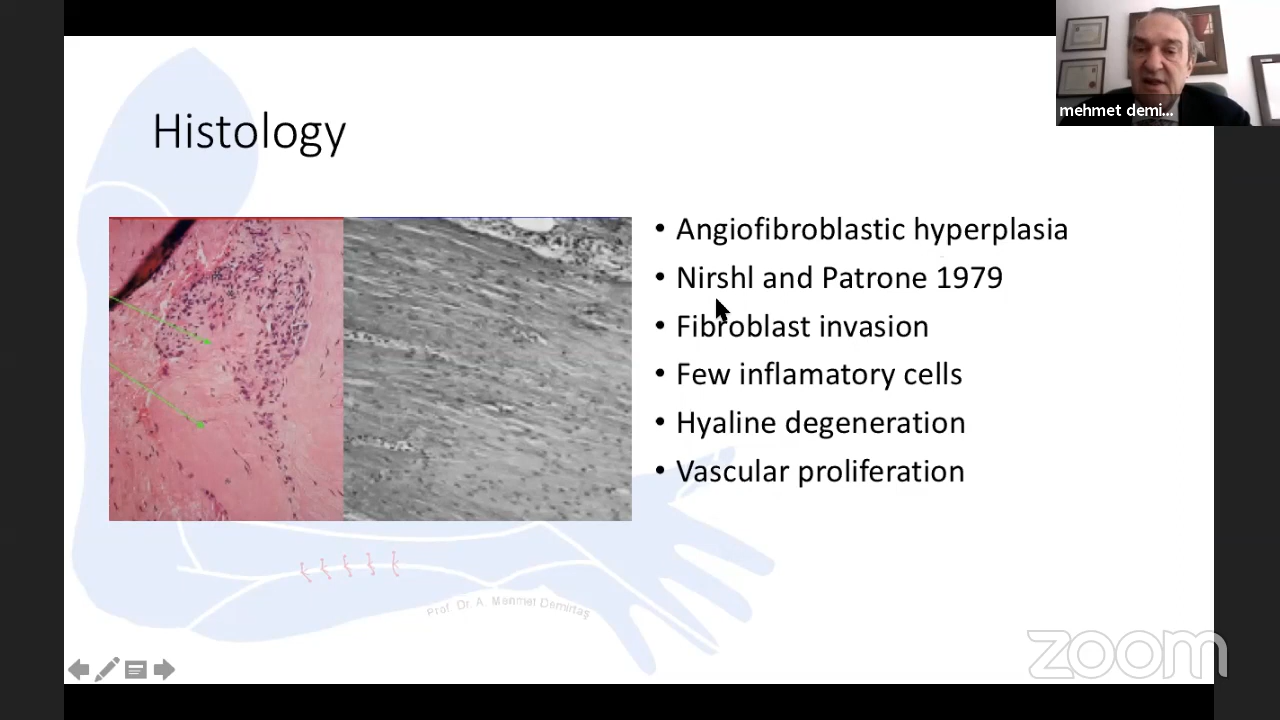 mehmet demi...
Histology
• Angiofibroblastic hyperplasia
• Nirshl and Patrone 1979
• Fibroblast invasion
• Few inflamatory cells
• Hyaline degeneration
• Vascular proliferation
Prof. Dr. A. Mehmet Demirtaş
zoom